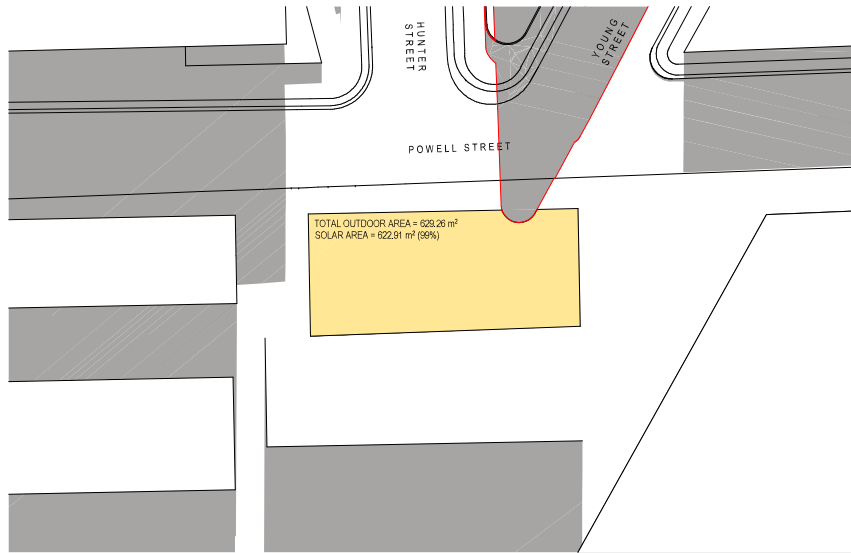 HUNTER
STREET
YOUNG
STREET
POWELL STREET
TOTAL OUTDOOR AREA = 629.26 m²
SOLAR AREA = 622.91 m² (99%)